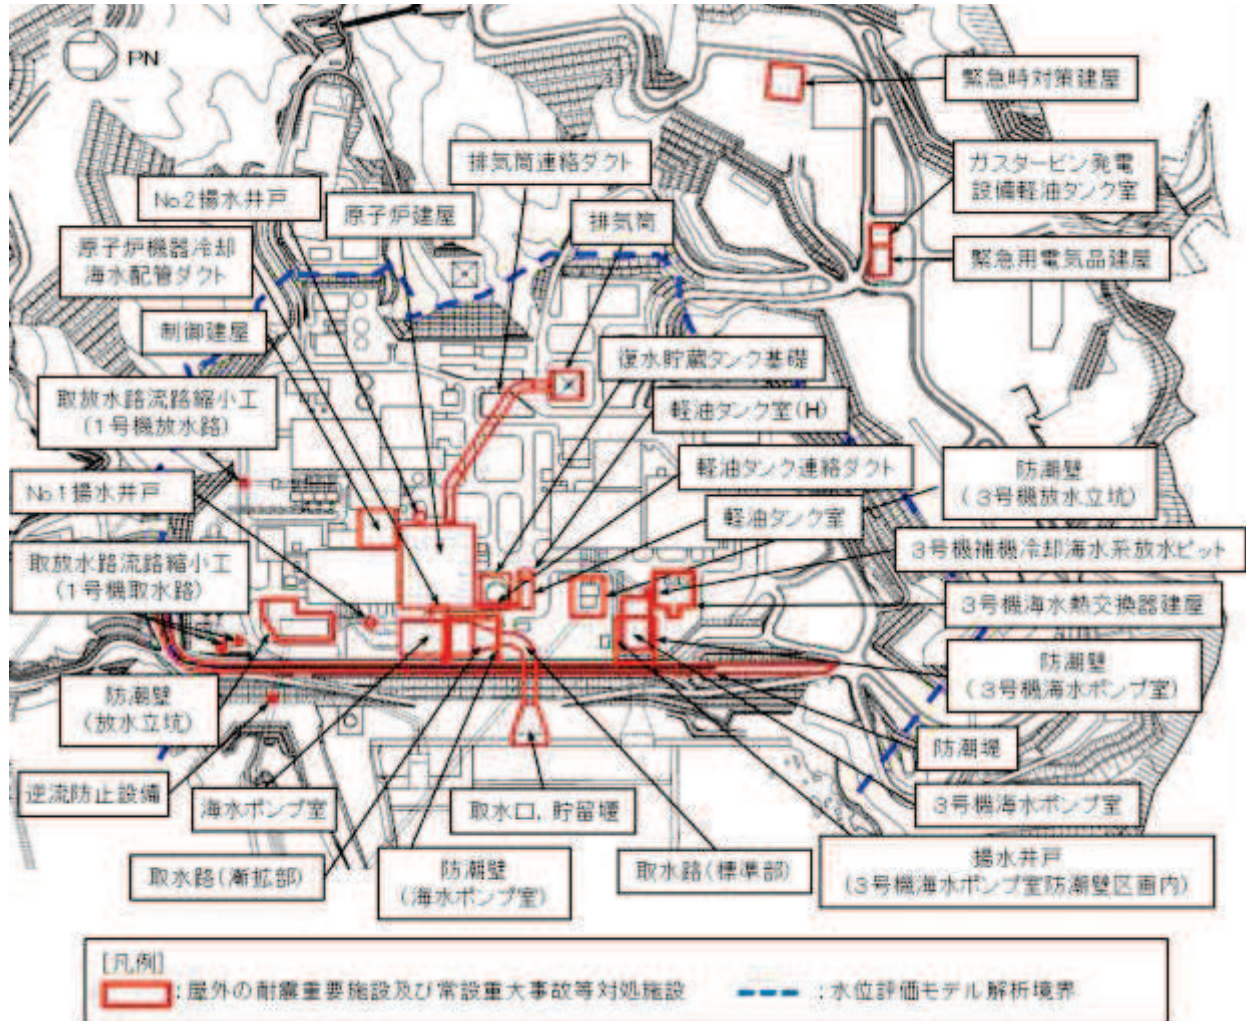 PN
緊急時対策建屋
排気筒連絡ダクト
ガスタービン発電
設備軽油タンク室
No.2揚水井戸
原子炉建屋
排気筒
原子炉機器冷却
海水配管ダクト
緊急用電気品建屋
制御建屋
復水貯蔵タンク基礎
取放水路流路縮小工
(1号機放水路)
軽油タンク室(H)
軽油タンク連絡ダクト
防潮壁
(3号機放水立坑)
No.1揚水井戸
軽油タンク室
3号機補機冷却海水系放水ピット
取放水路流路縮小工
(1号機取水路)
3号機海水熱交換器建屋
防潮壁
(3号機海水ポンプ室)
防潮壁
(放水立坑)
防潮堤
逆流防止設備
海水ポンプ室
取水口,貯留堰
3号機海水ポンプ室
取水路(漸拡部)
防潮壁
(海水ポンプ室)
取水路(標準部)
揚水井戸
(3号機海水ポンプ室防潮壁区画内)
[凡例]
:屋外の耐震重要施設及び常設重大事故等対処施設
:水位評価モデル解析境界